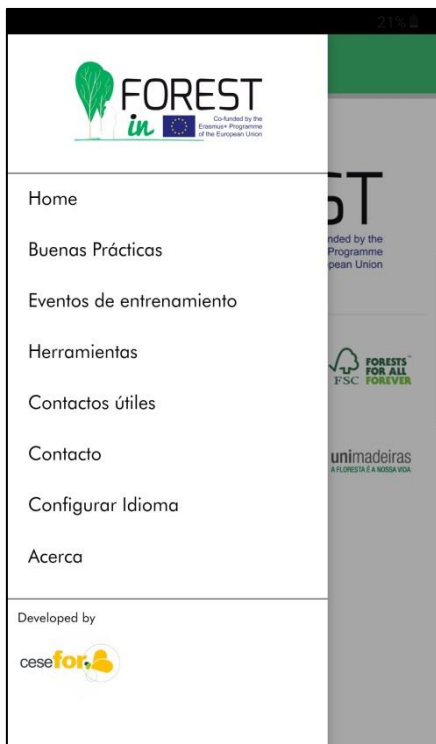 21%
FOREST
in
Co-funded by the
Erasmus+ Programme
of the European Union
Home
Buenas Prácticas
Eventos de entrenamiento
Herramientas
Contactos útiles
Contacto
Configurar Idioma
Acerca
Developed by
cesefor
ST
nded by the
Programme
pean Union
FSC
FORESTS
FOR ALL
FOREVER
™
unimadeiras
A FLORESTA É A NOSSA VIDA